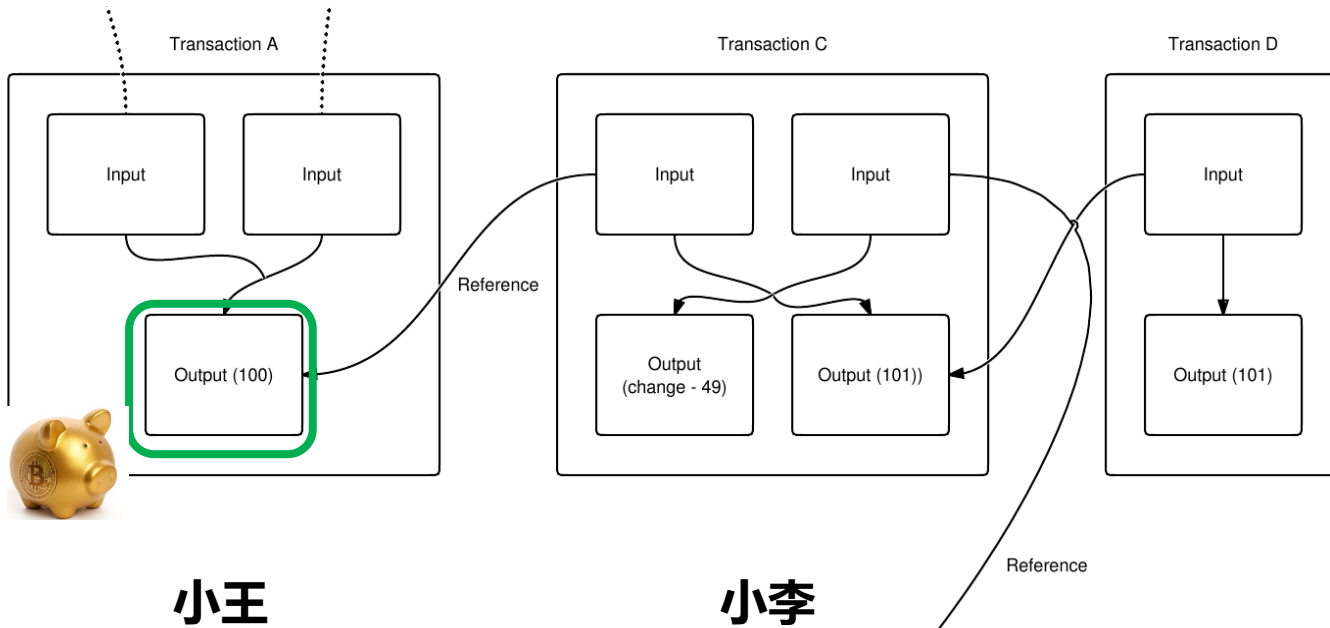 Transaction A
Transaction C
Transaction D
Input
Input
Input
Input
Input
Reference
Output (100)
Output
(change - 49)
Output (101))
Output (101)
Reference
小王
小李